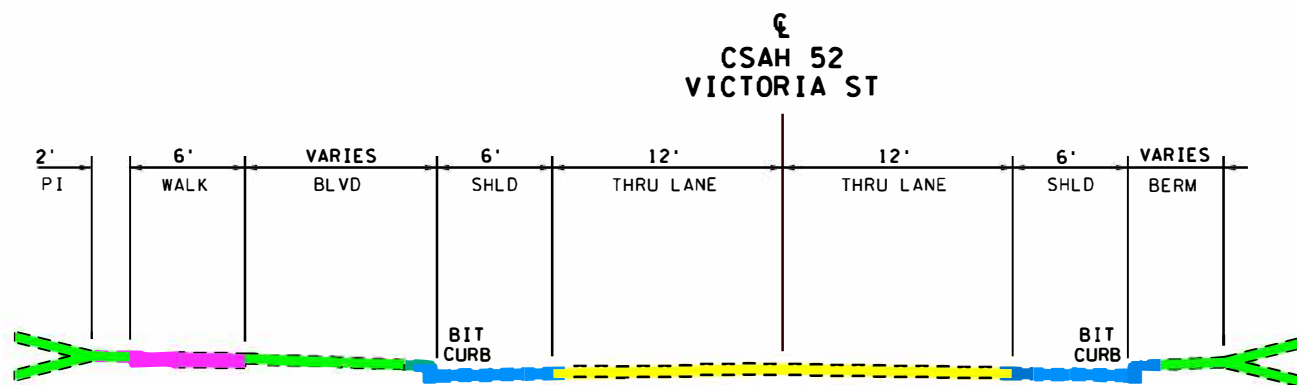 ℄
CSAH 52
VICTORIA ST
2' 6' VARIES 6' 12' 12' 6' VARIES
PI WALK BLVD SHLD THRU LANE THRU LANE SHLD BERM
BIT BIT
CURB CURB